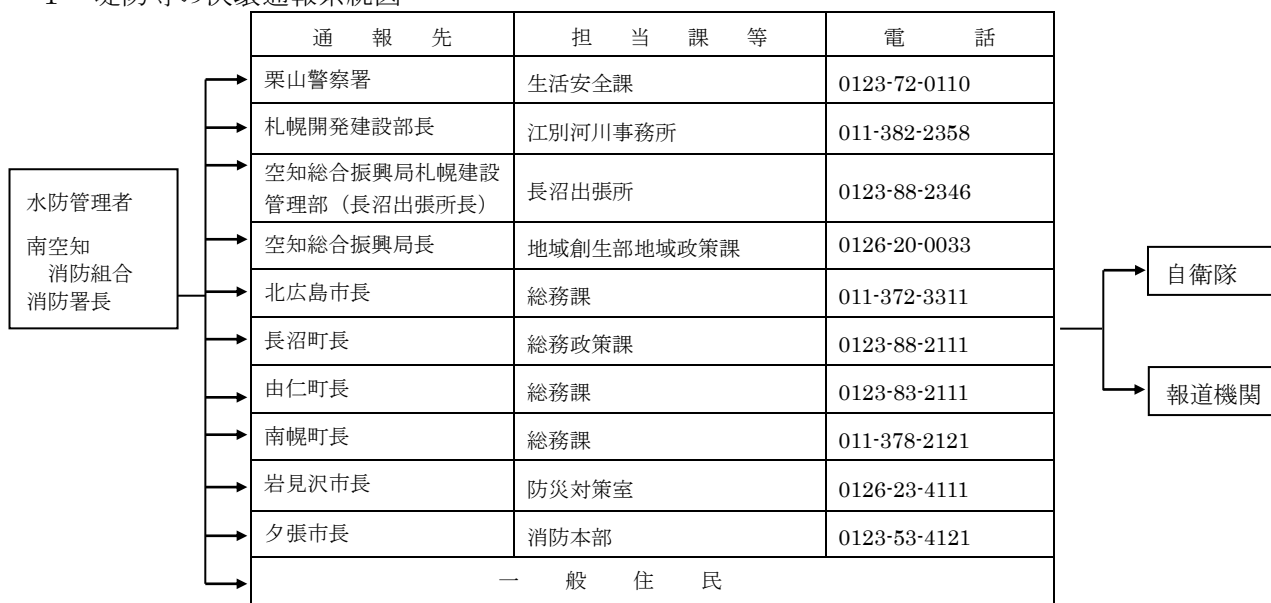 通報先 担当課等 電話
栗山警察署 生活安全課 0123-72-0110
札幌開発建設部長 江別河川事務所 011-382-2358
空知総合振興局札幌建設
管理部（長沼出張所長） 長沼出張所 0123-88-2346
空知総合振興局長 地域創生部地域政策課 0126-20-0033
北広島市長 総務課 011-372-3311
長沼町長 総務政策課 0123-88-2111
由仁町長 総務課 0123-83-2111
南幌町長 総務課 011-378-2121
岩見沢市長 防災対策室 0126-23-4111
夕張市長 消防本部 0123-53-4121
一般住民
水防管理者
南空知
消防組合
消防署長
自衛隊
報道機関